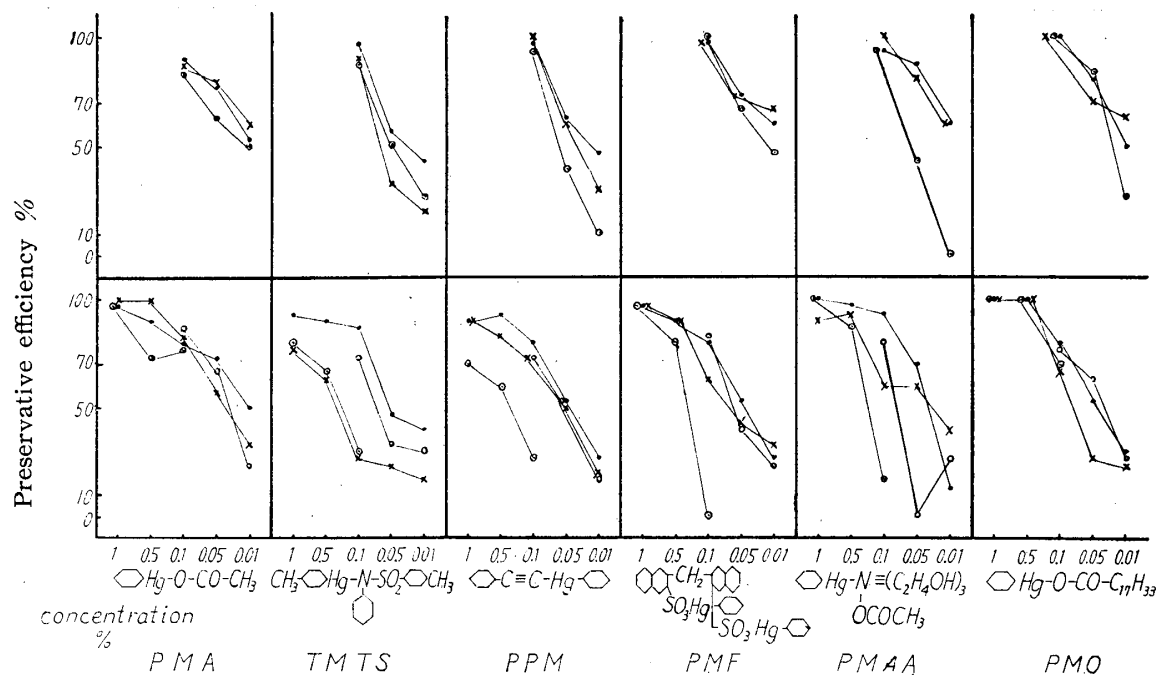 Preservative efficiency %
100
70
50
10
0
100
70
50
10
0
1 0.5 0.1 0.05 0.01 1 0.5 0.1 0.05 0.01 1 0.5 0.1 0.05 0.01 1 0.5 0.1 0.05 0.01 1 0.5 0.1 0.05 0.01 1 0.5 0.1 0.05 0.01
Hg-O-CO-CH₃ CH₃ Hg-N-SO₂ CH₃ C≡C-Hg CH₂ Hg-N≡(C₂H₄OH)₃ Hg-O-CO-C₁₇H₃₃
SO₃Hg OCOCH₃
SO₃Hg
concentration
%
PMA TMTS PPM PMF PMAA PMO